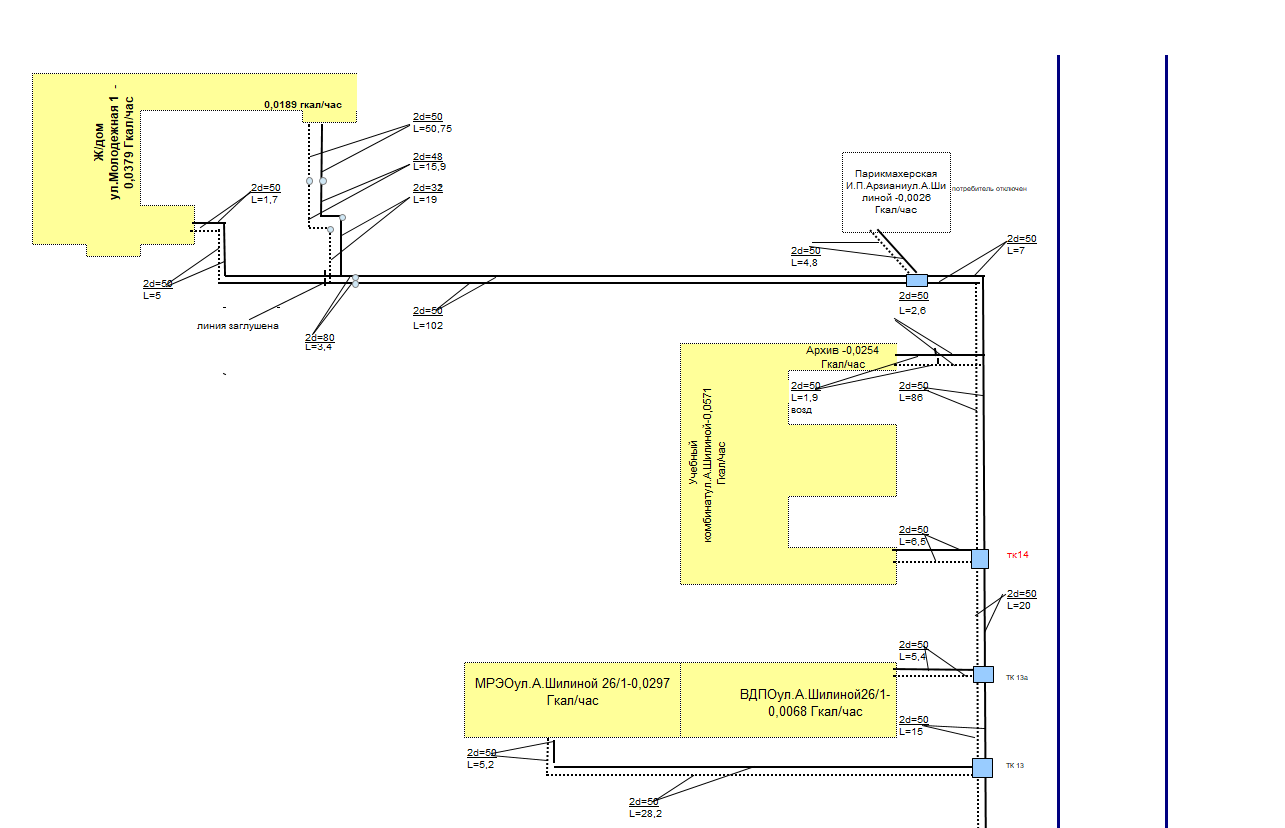 Ж/дом
ул.Молодежная 1 -
0,0379 Гкал/час
0,0189 гкал/час
2d=50
L=50,75
2d=48
L=15,9
2d=32
L=19
2d=50
L=1,7
2d=50
L=5
линия заглушена
2d=80
L=3,4
2d=50
L=102
Парикмахерская
И.П.Арзианиул.А.Ши
линой -0,0026
Гкал/час
потребитель отключен
2d=50
L=4,8
2d=50
L=7
2d=50
L=2,6
Архив -0,0254
Гкал/час
2d=50
L=1,9
возд
2d=50
L=86
Учебный
комбинатул.А.Шилиной-0,0571
Гкал/час
2d=50
L=6,5
тк14
2d=50
L=20
2d=50
L=5,4
ТК 13а
МРЭОул.А.Шилиной 26/1-0,0297
Гкал/час
ВДПОул.А.Шилиной26/1-
0,0068 Гкал/час
2d=50
L=15
2d=50
L=5,2
ТК 13
2d=50
L=28,2